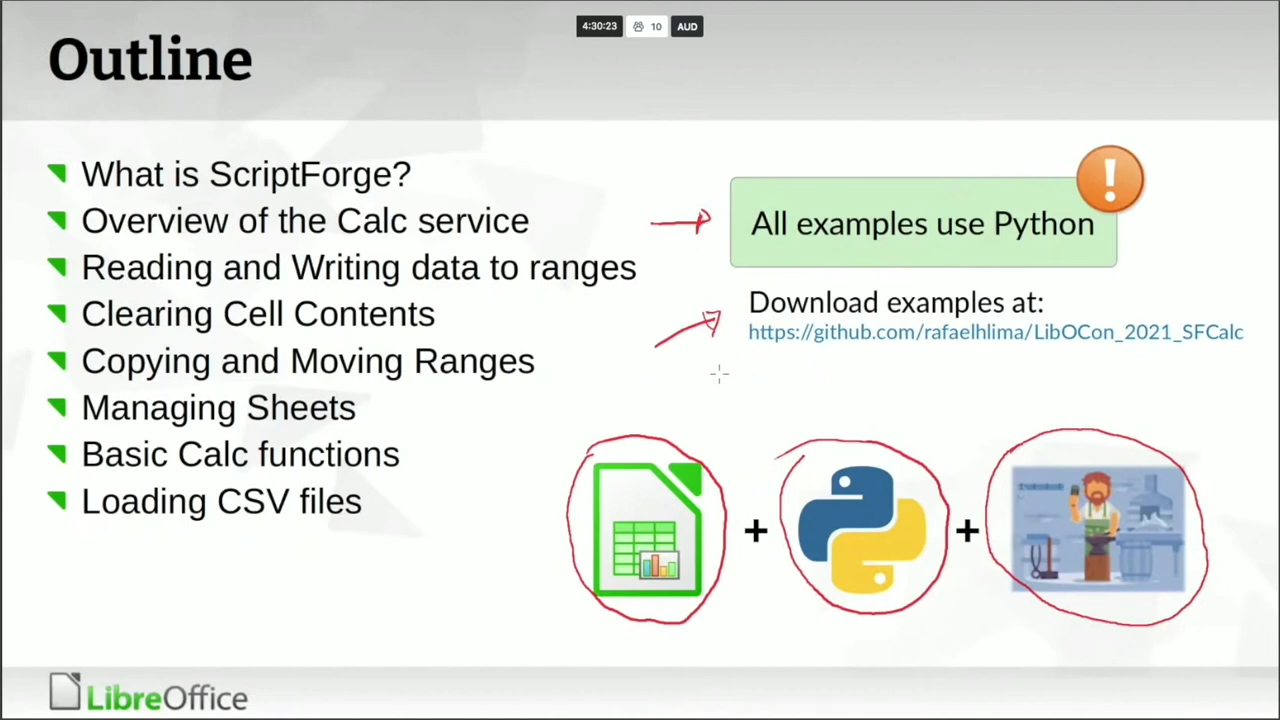 4:30:23 10 AUD
Outline
What is ScriptForge?
Overview of the Calc service
Reading and Writing data to ranges
Clearing Cell Contents
Copying and Moving Ranges
Managing Sheets
Basic Calc functions
Loading CSV files
!
All examples use Python
Download examples at:
https://github.com/rafaelhlima/LibOCon_2021_SFCalc
+ +
LibreOffice